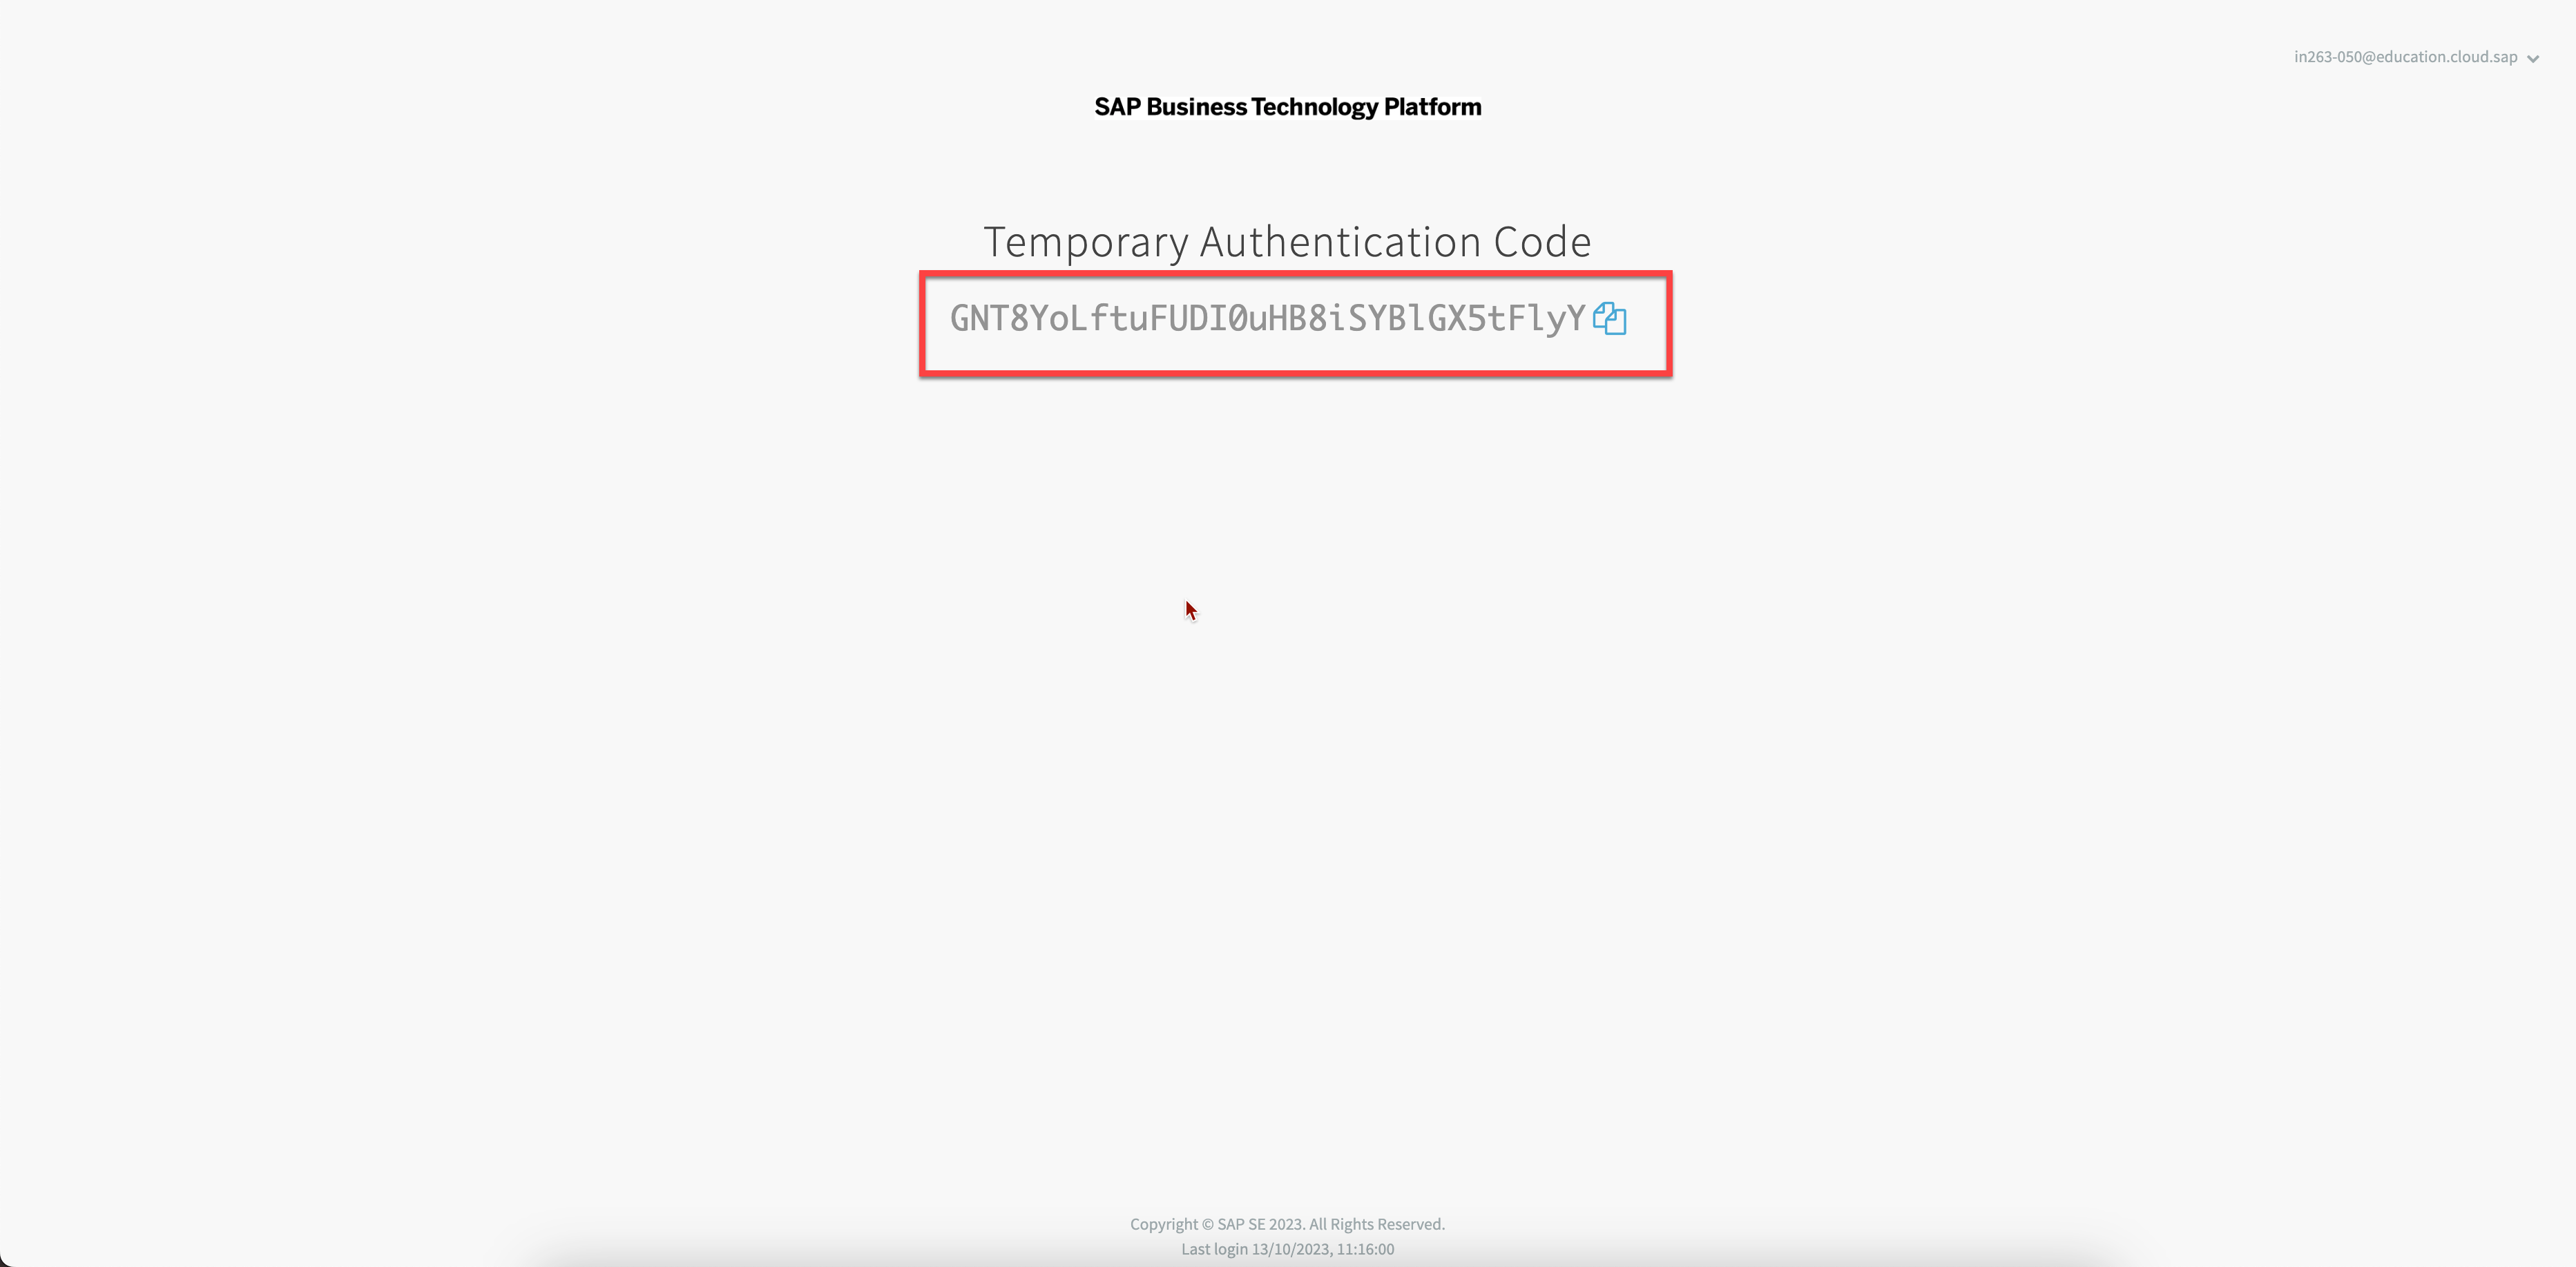 in263-050@education.cloud.sap
SAP Business Technology Platform
Temporary Authentication Code
GNT8YoLftuFUDI0uHB8iSYBlGX5tFlyY
Copyright © SAP SE 2023. All Rights Reserved.
Last login 13/10/2023, 11:16:00